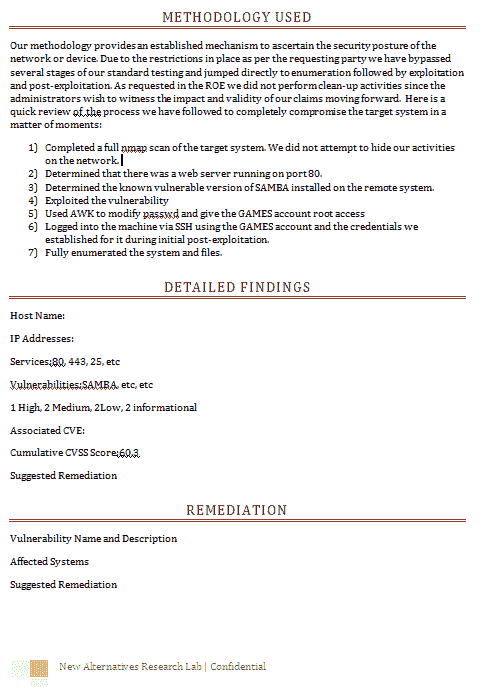 METHODOLOGY USED
Our methodology provides an established mechanism to ascertain the security posture of the
network or device. Due to the restrictions in place as per the requesting party we have bypassed
several stages of our standard testing and jumped directly to enumeration followed by exploitation
and post-exploitation. As requested in the ROE we did not perform clean-up activities since the
administrators wish to witness the impact and validity of our claims moving forward. Here is a
quick review of the process we have followed to completely compromise the target system in a
matter of moments:
1) Completed a full nmap scan of the target system. We did not attempt to hide our activities
on the network.
2) Determined that there was a web server running on port 80.
3) Determined the known vulnerable version of SAMBA installed on the remote system.
4) Exploited the vulnerability
5) Used AWK to modify passwd and give the GAMES account root access
6) Logged into the machine via SSH using the GAMES account and the credentials we
established for it during initial post-exploitation.
7) Fully enumerated the system and files.
DETAILED FINDINGS
Host Name:
IP Addresses:
Services:80, 443, 25, etc
Vulnerabilities:SAMBA, etc, etc
1 High, 2 Medium, 2Low, 2 informational
Associated CVE:
Cumulative CVSS Score:60.3
Suggested Remediation
REMEDIATION
Vulnerability Name and Description
Affected Systems
Suggested Remediation
New Alternatives Research Lab | Confidential